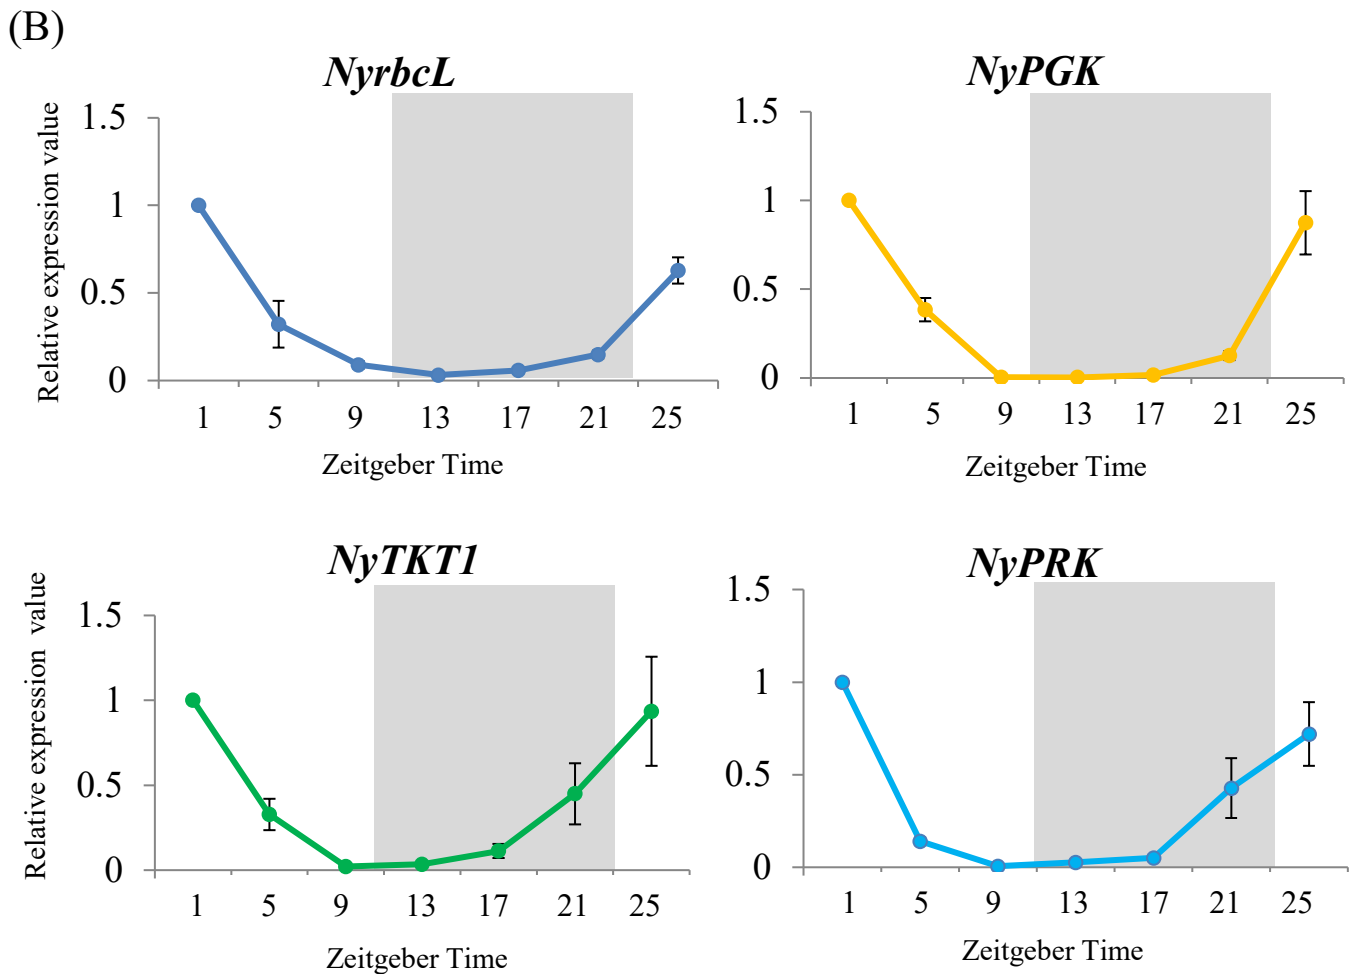 (B)
NyrbcL
Relative expression value
1.5
1
0.5
0
1 5 9 13 17 21 25
Zeitgeber Time
NyPGK
1.5
1
0.5
0
1 5 9 13 17 21 25
Zeitgeber Time
NyTKT1
Relative expression value
1.5
1
0.5
0
1 5 9 13 17 21 25
Zeitgeber Time
NyPRK
1.5
1
0.5
0
1 5 9 13 17 21 25
Zeitgeber Time